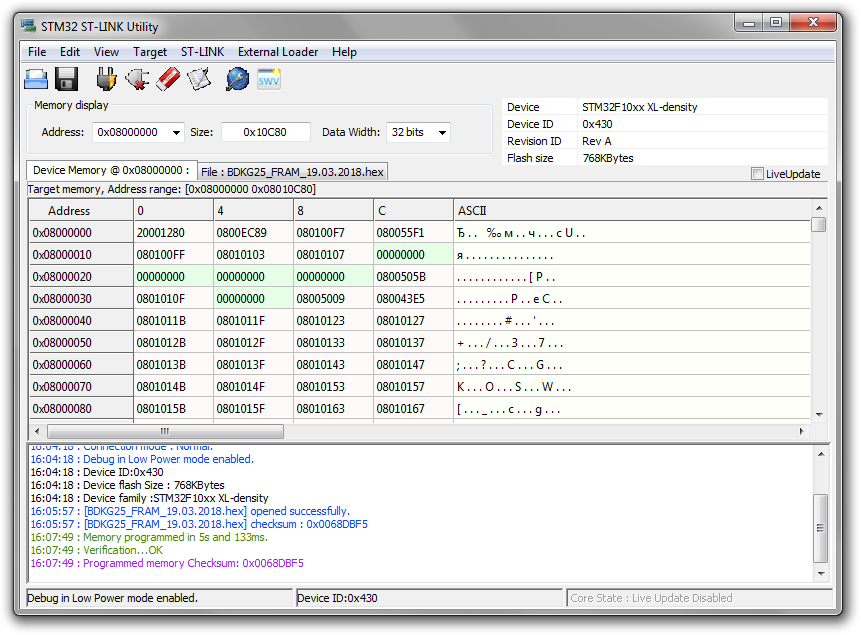 STM32 ST-LINK Utility
File Edit View Target ST-LINK External Loader Help
SWV
Memory display
Address: 0x08000000 Size: 0x10C80 Data Width: 32 bits
Device STM32F10xx XL-density
Device ID 0x430
Revision ID Rev A
Flash size 768KBytes
LiveUpdate
Device Memory @ 0x08000000 : File : BDKG25_FRAM_19.03.2018.hex
Target memory, Address range: [0x08000000 0x08010C80]
Address 0 4 8 C ASCII
0x08000000 20001280 0800EC89 080100F7 080055F1 Ђ . . ‰ м . . ч . . . с U . .
0x08000010 080100FF 08010103 08010107 00000000 я . . . . . . . . . . . . . . .
0x08000020 00000000 00000000 00000000 0800505B . . . . . . . . . . . . [ P . .
0x08000030 0801010F 00000000 08005009 080043E5 . . . . . . . . . P . . е C . .
0x08000040 0801011B 0801011F 08010123 08010127 . . . . . . . . # . . . ' . . .
0x08000050 0801012B 0801012F 08010133 08010137 + . . . / . . . 3 . . . 7 . . .
0x08000060 0801013B 0801013F 08010143 08010147 ; . . . ? . . . C . . . G . . .
0x08000070 0801014B 0801014F 08010153 08010157 K . . . O . . . S . . . W . . .
0x08000080 0801015B 0801015F 08010163 08010167 [ . . . _ . . . c . . . g . . .
16:04:18 : Connection mode : Normal.
16:04:18 : Debug in Low Power mode enabled.
16:04:18 : Device ID:0x430
16:04:18 : Device flash Size : 768KBytes
16:04:18 : Device family :STM32F10xx XL-density
16:05:57 : [BDKG25_FRAM_19.03.2018.hex] opened successfully.
16:05:57 : [BDKG25_FRAM_19.03.2018.hex] checksum : 0x0068DBF5
16:07:49 : Memory programmed in 5s and 133ms.
16:07:49 : Verification...OK
16:07:49 : Programmed memory Checksum: 0x0068DBF5
Debug in Low Power mode enabled. Device ID:0x430 Core State : Live Update Disabled